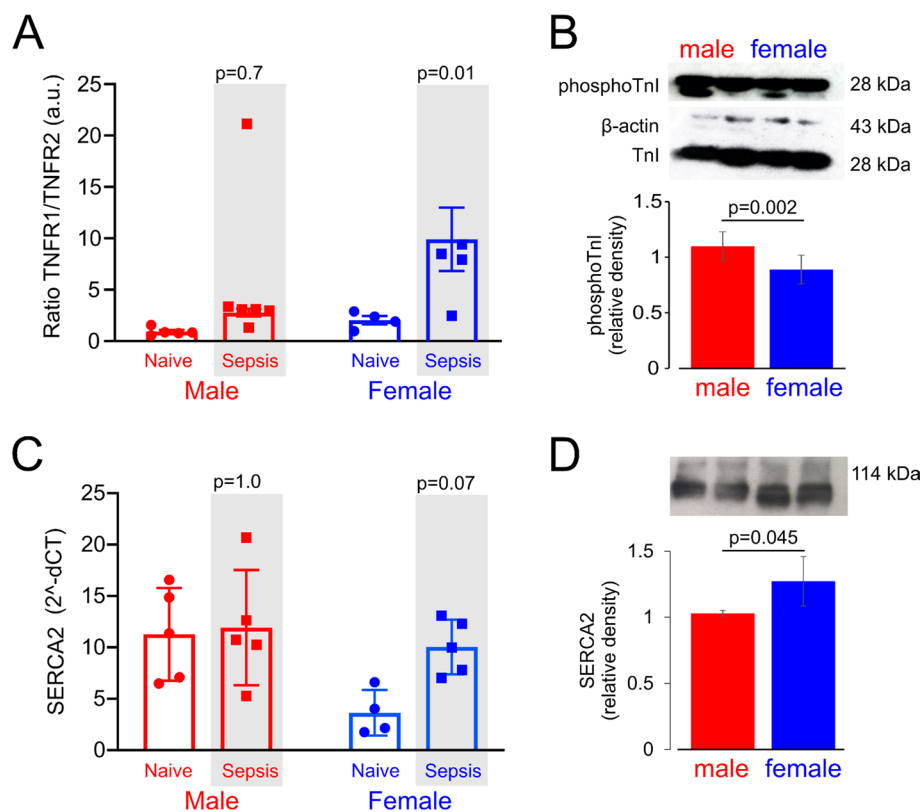 A
p=0.7
p=0.01
25
20
15
10
5
0
Ratio TNFR1/TNFR2 (a.u.)
Naive
Sepsis
Naive
Sepsis
Male
Female
B
male female
phosphoTnI
28 kDa
β-actin
43 kDa
TnI
28 kDa
1.5
1
0.5
0
phosphoTnI
(relative density)
p=0.002
male
female
C
p=1.0
p=0.07
25
20
15
10
5
0
SERCA2 (2^-dCT)
Naive
Sepsis
Naive
Sepsis
Male
Female
D
114 kDa
1.5
1
0.5
0
SERCA2
(relative density)
p=0.045
male
female